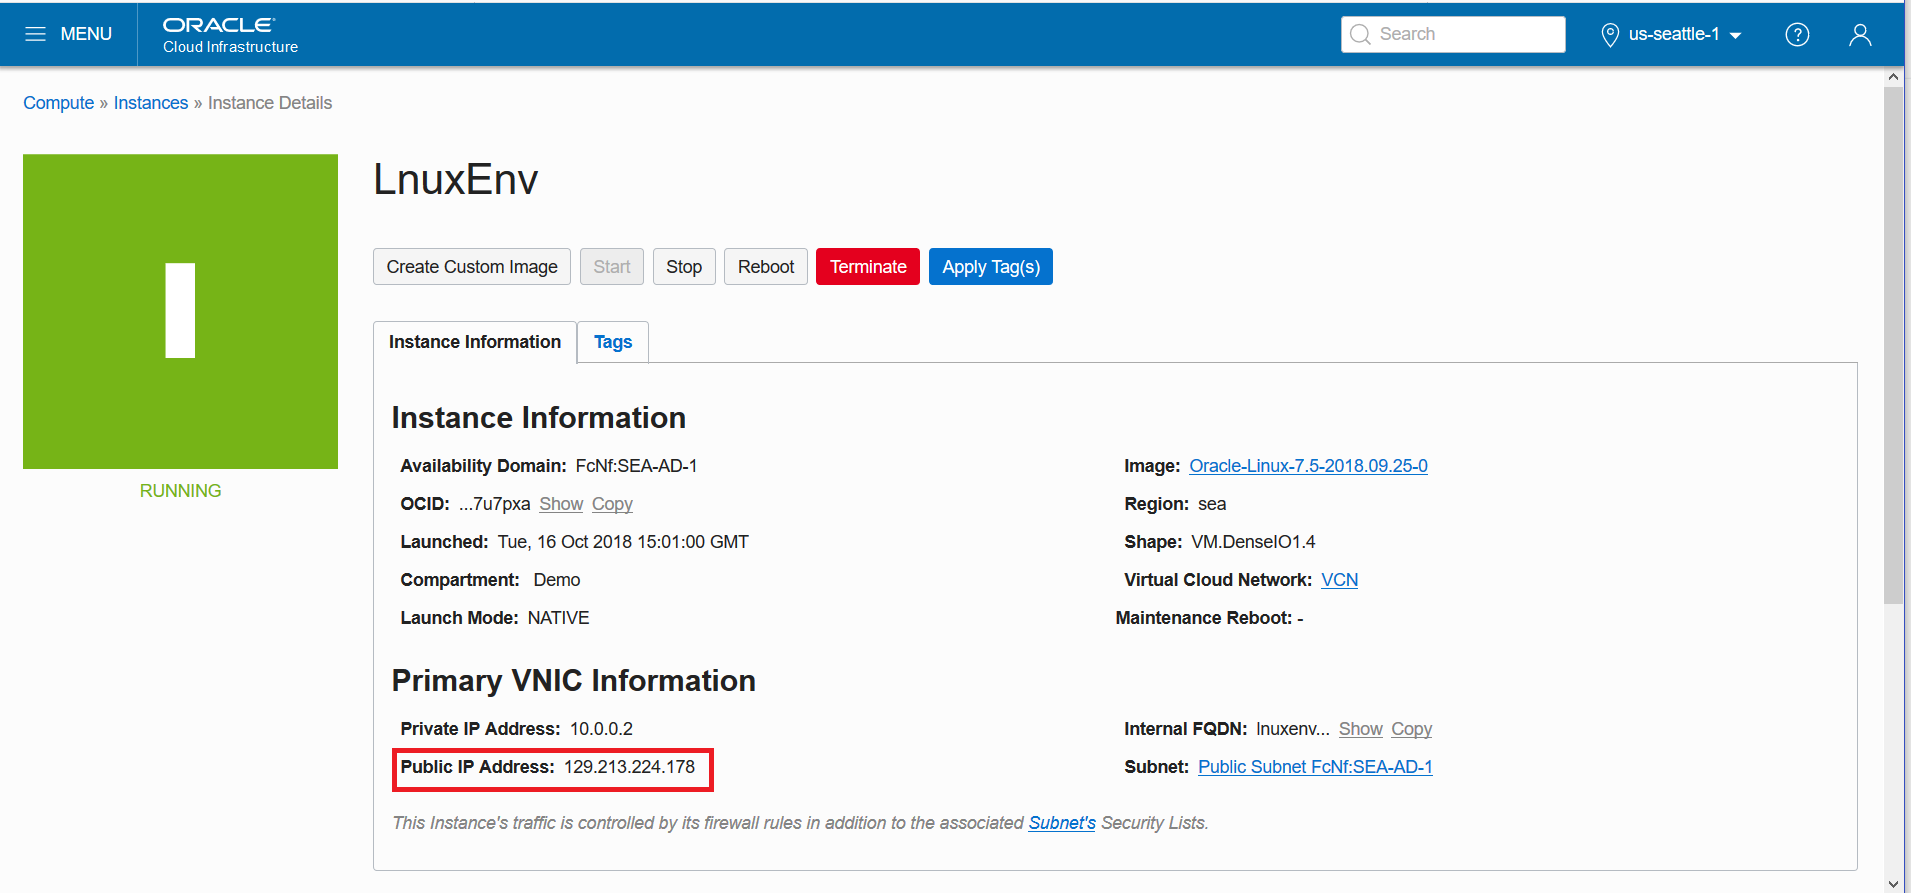 MENU
ORACLE
Cloud Infrastructure
Search
us-seattle-1
?
Compute » Instances » Instance Details
LnuxEnv
Create Custom Image Start Stop Reboot Terminate Apply Tag(s)
Instance Information Tags
I
RUNNING
Instance Information
Availability Domain: FcNf:SEA-AD-1
OCID: ...7u7pxa Show Copy
Launched: Tue, 16 Oct 2018 15:01:00 GMT
Compartment: Demo
Launch Mode: NATIVE
Image: Oracle-Linux-7.5-2018.09.25-0
Region: sea
Shape: VM.DenseIO1.4
Virtual Cloud Network: VCN
Maintenance Reboot: -
Primary VNIC Information
Private IP Address: 10.0.0.2
Public IP Address: 129.213.224.178
Internal FQDN: lnuxenv... Show Copy
Subnet: Public Subnet FcNf:SEA-AD-1
This Instance's traffic is controlled by its firewall rules in addition to the associated Subnet's Security Lists.